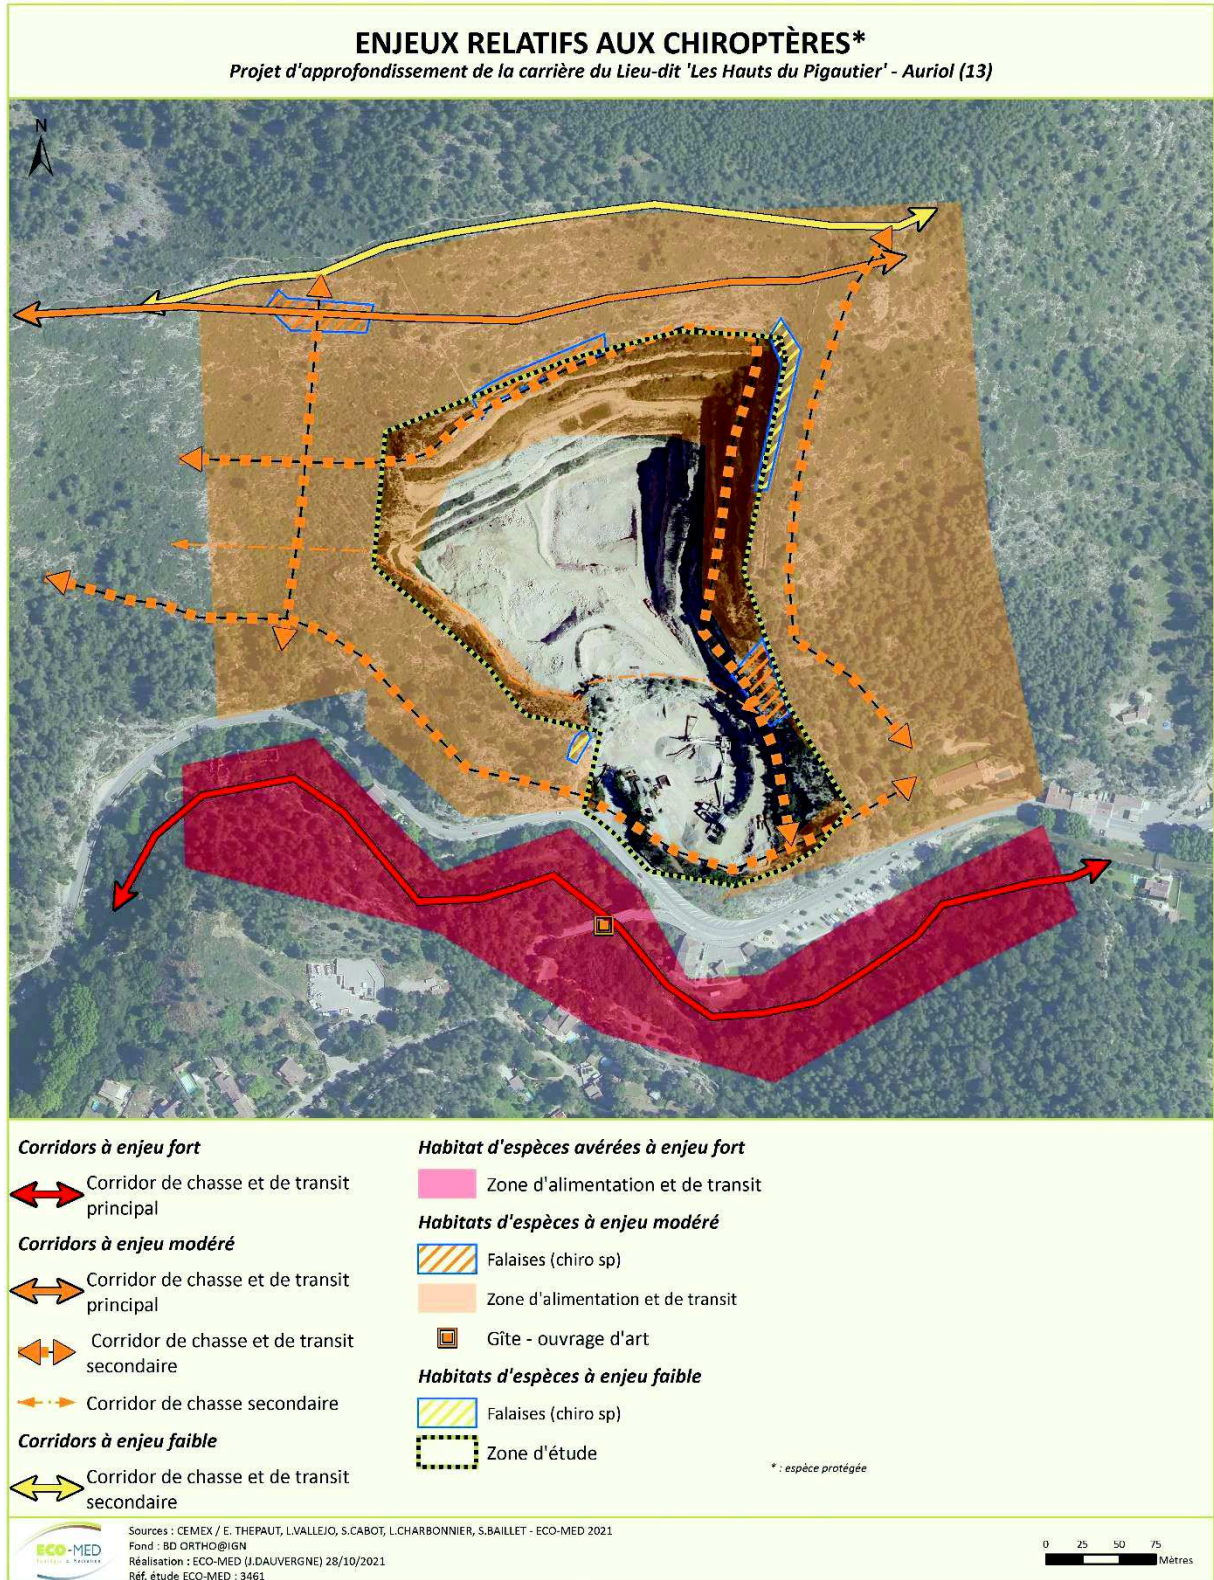 ENJEUX RELATIFS AUX CHIROPTÈRES*
Projet d'approfondissement de la carrière du Lieu-dit 'Les Hauts du Pigautier' - Auriol (13)
N
Corridors à enjeu fort
Corridor de chasse et de transit
principal
Corridors à enjeu modéré
Corridor de chasse et de transit
principal
Corridor de chasse et de transit
secondaire
Corridor de chasse secondaire
Corridors à enjeu faible
Corridor de chasse et de transit
secondaire
Habitat d'espèces avérées à enjeu fort
Zone d'alimentation et de transit
Habitats d'espèces à enjeu modéré
Falaises (chiro sp)
Zone d'alimentation et de transit
Gîte - ouvrage d'art
Habitats d'espèces à enjeu faible
Falaises (chiro sp)
Zone d'étude
* : espèce protégée
ECO-MED
Sources : CEMEX / E. THEPAUT, L.VALLEJO, S.CABOT, L.CHARBONNIER, S.BAILLET - ECO-MED 2021
Fond : BD ORTHO@IGN
Réalisation : ECO-MED (J.DAUVERGNE) 28/10/2021
Réf. étude ECO-MED : 3461
0 25 50 75
Mètres